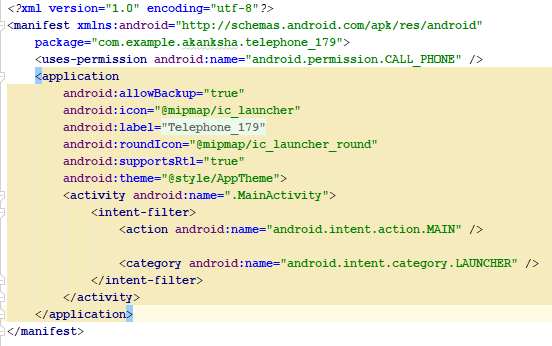 <?xml version="1.0" encoding="utf-8"?>
<manifest xmlns:android="http://schemas.android.com/apk/res/android"
    package="com.example.akanksha.telephone_179">
    <uses-permission android:name="android.permission.CALL_PHONE" />
    <application
        android:allowBackup="true"
        android:icon="@mipmap/ic_launcher"
        android:label="Telephone_179"
        android:roundIcon="@mipmap/ic_launcher_round"
        android:supportsRtl="true"
        android:theme="@style/AppTheme">
        <activity android:name=".MainActivity">
            <intent-filter>
                <action android:name="android.intent.action.MAIN" />

                <category android:name="android.intent.category.LAUNCHER" />
            </intent-filter>
        </activity>
    </application>
</manifest>